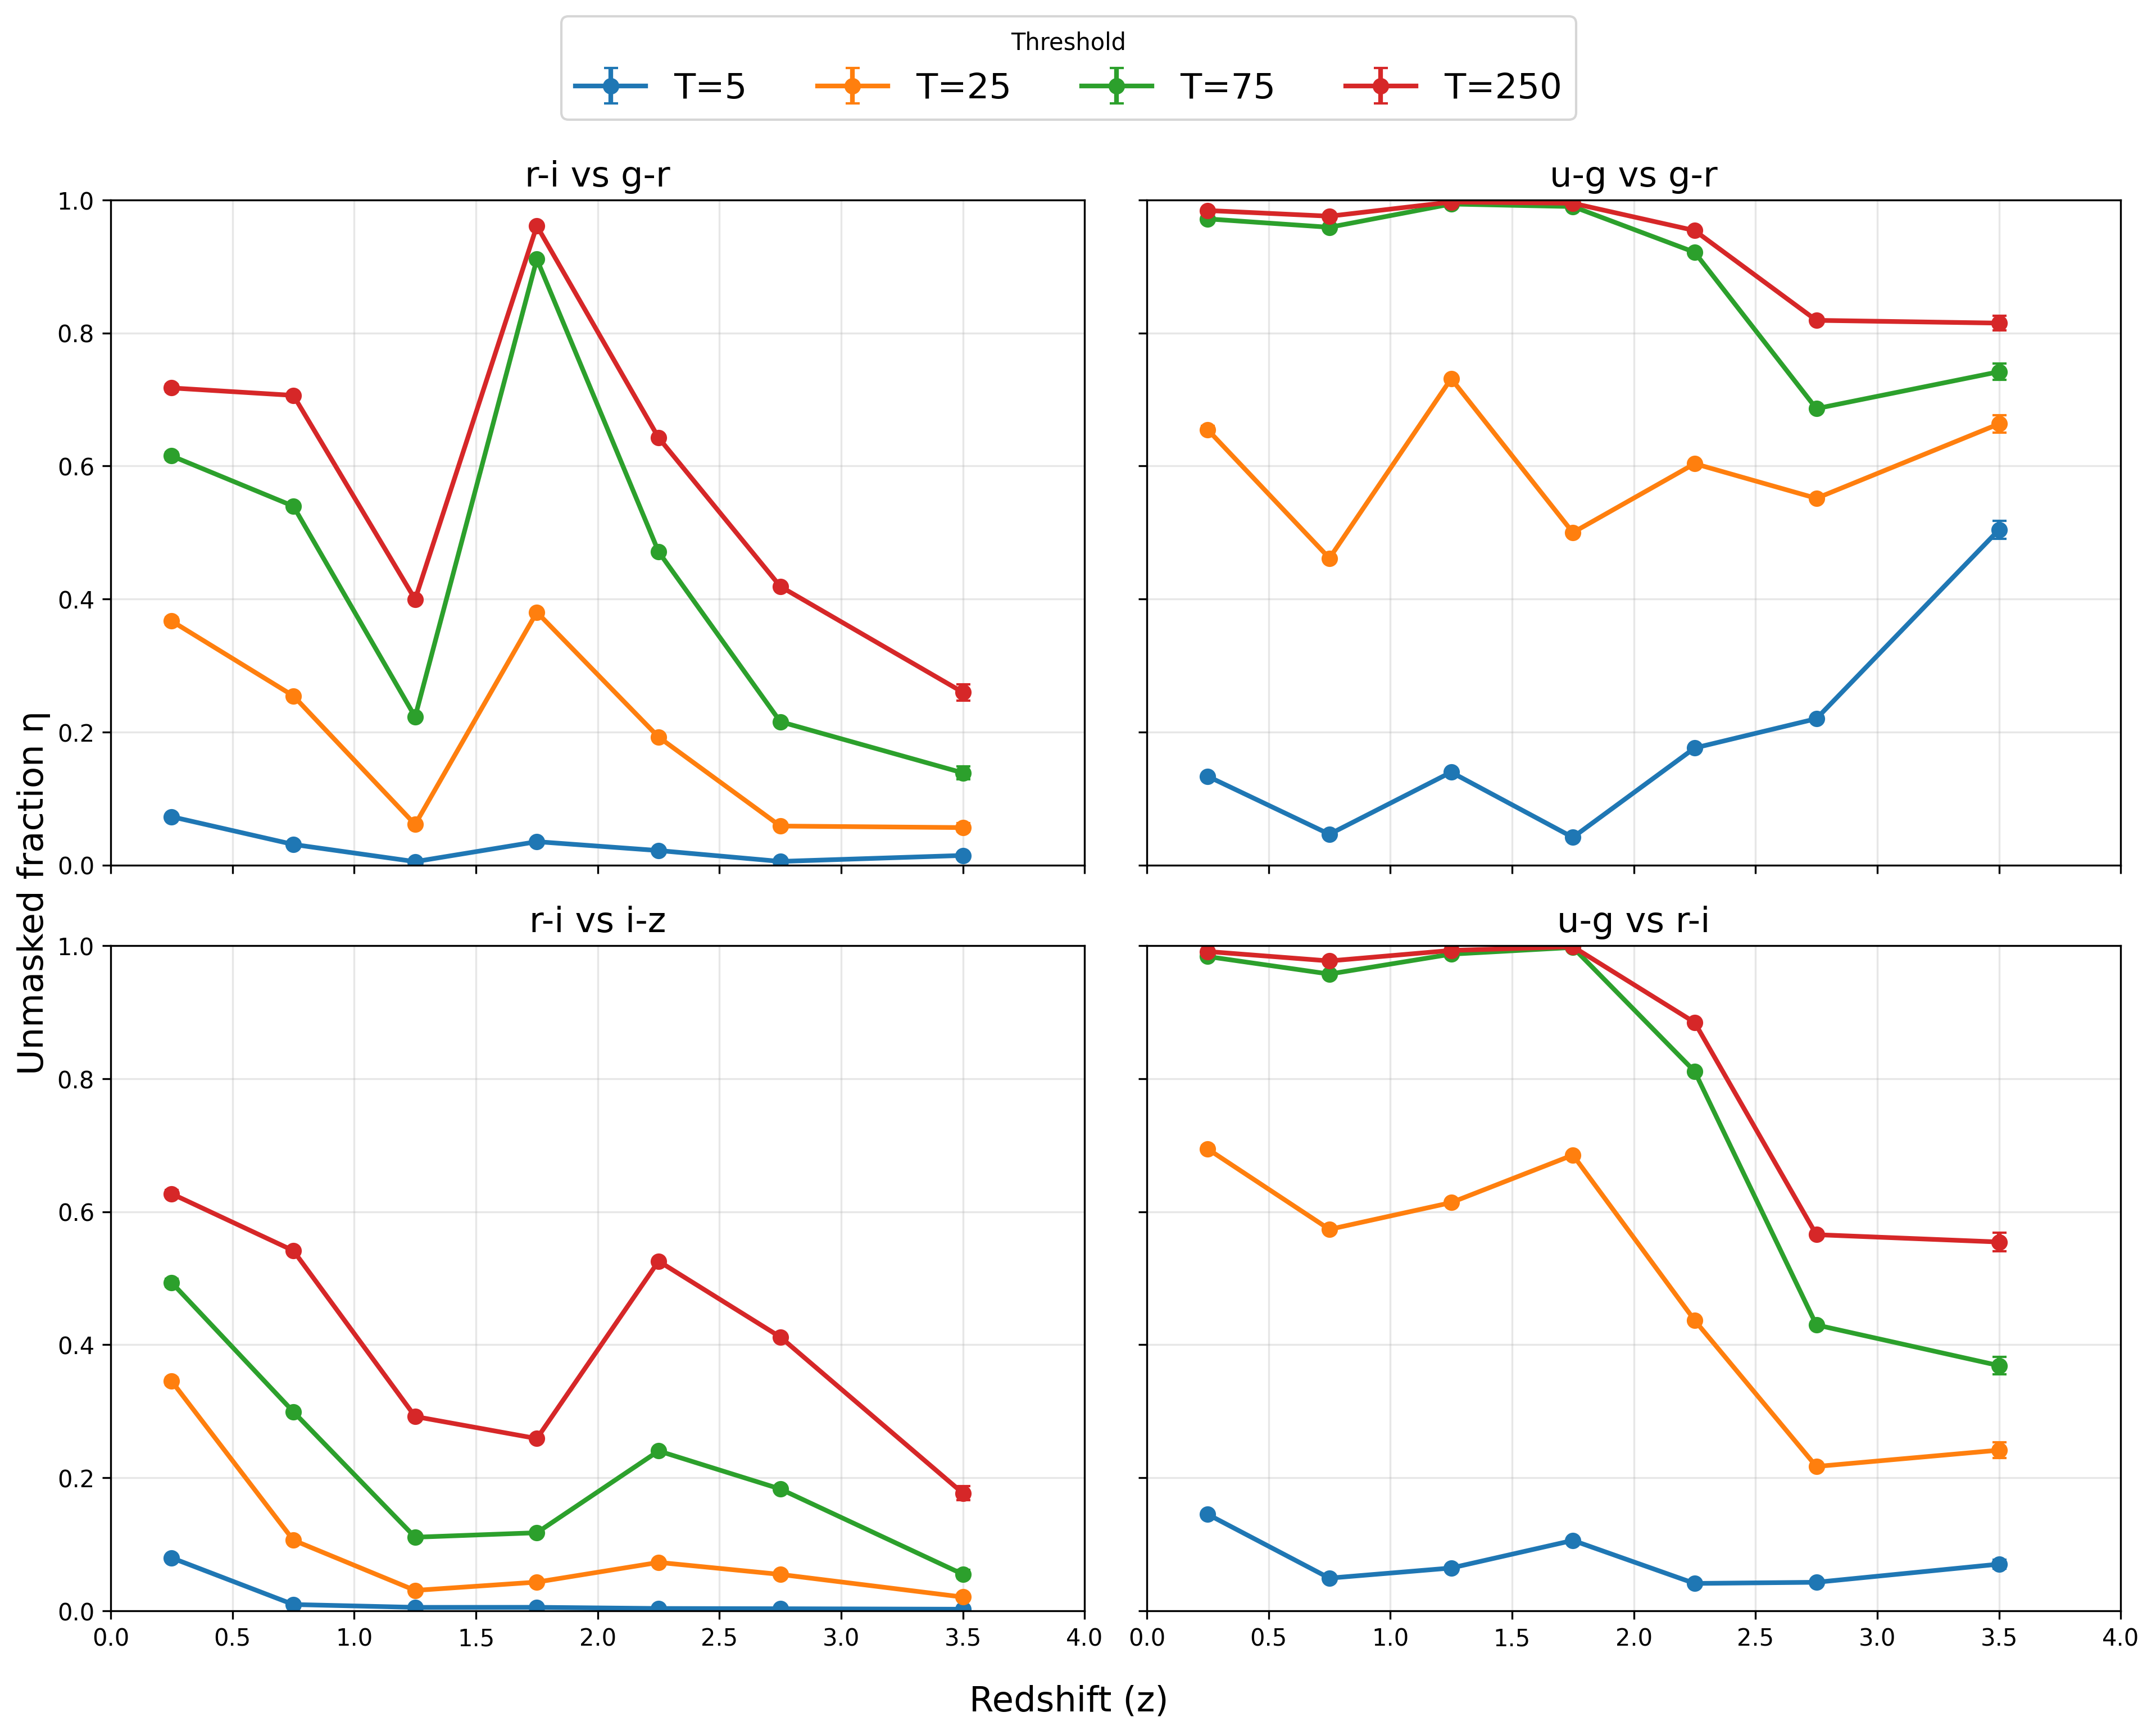 Threshold
T=5 T=25 T=75 T=250
r-i vs g-r
u-g vs g-r
1.0
0.8
0.6
0.4
0.2
0.0
Unmasked fraction η
r-i vs i-z
u-g vs r-i
1.0
0.8
0.6
0.4
0.2
0.0
0.0 0.5 1.0 1.5 2.0 2.5 3.0 3.5 4.0
0.0 0.5 1.0 1.5 2.0 2.5 3.0 3.5 4.0
Redshift (z)